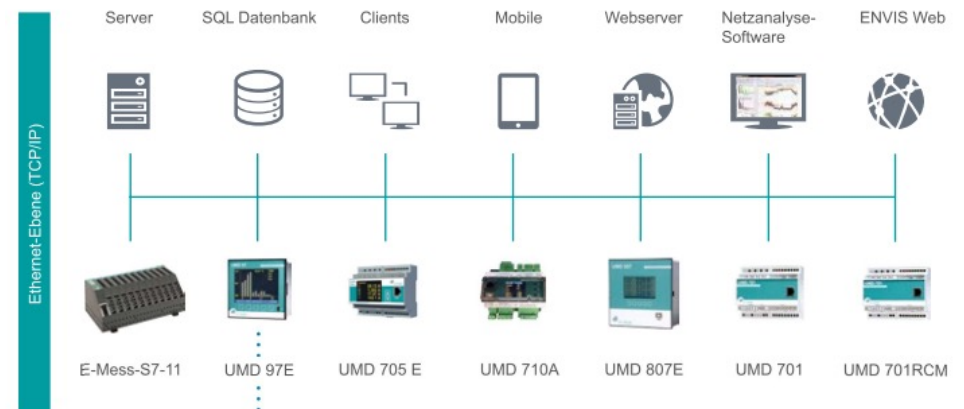 Server
SQL Datenbank
Clients
Mobile
Webserver
Netzanalyse-
Software
ENVIS Web
Ethernet-Ebene (TCP/IP)
E-Mess-S7-11
UMD 97E
UMD 705 E
UMD 710A
UMD 807E
UMD 701
UMD 701RCM